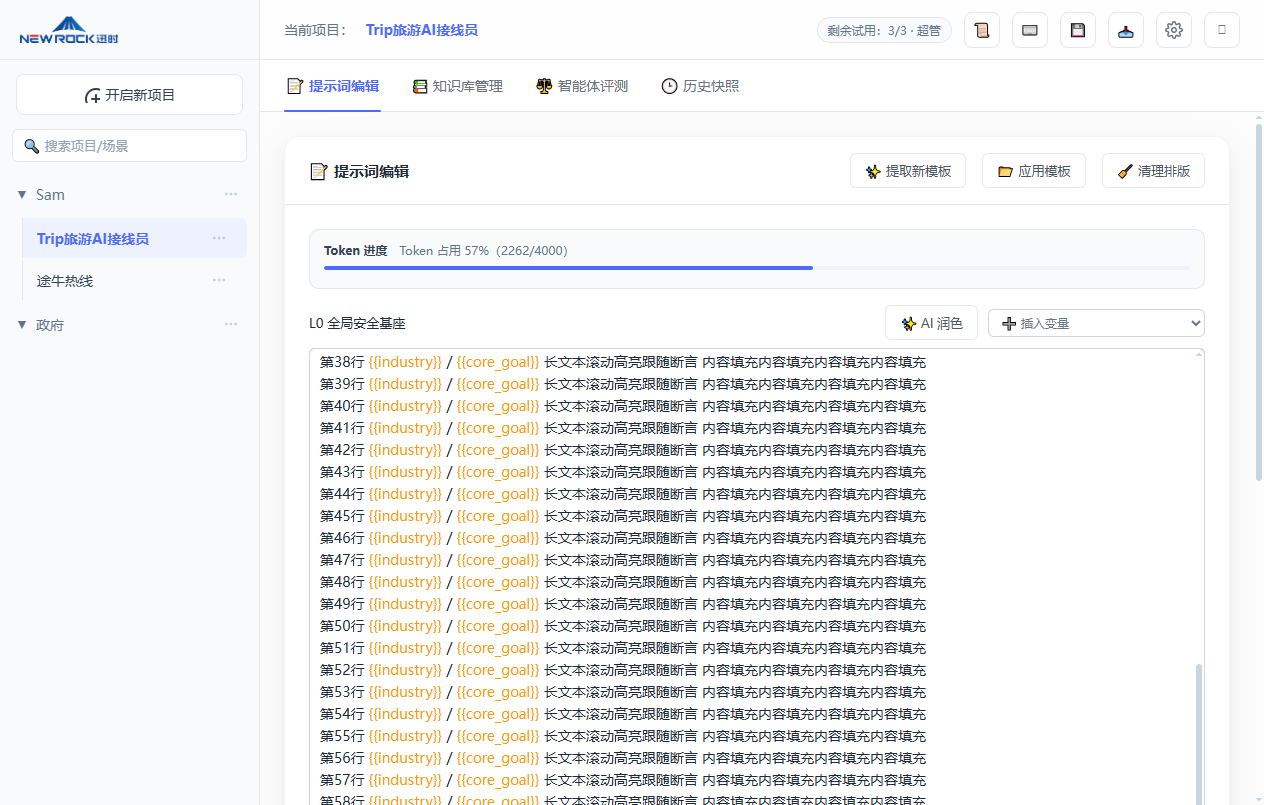 NEWROCK迅时
当前项目： Trip旅游AI接线员
剩余试用：3/3 · 超管
开启新项目
搜索项目/场景
▼ Sam ···
Trip旅游AI接线员 ···
途牛热线 ···
▼ 政府 ···
提示词编辑 知识库管理 智能体评测 历史快照
提示词编辑
提取新模板 应用模板 清理排版
Token 进度 Token 占用 57%（2262/4000）
L0 全局安全基座
AI 润色 插入变量
第38行 {{industry}} / {{core_goal}} 长文本滚动高亮跟随断言 内容填充内容填充内容填充内容填充
第39行 {{industry}} / {{core_goal}} 长文本滚动高亮跟随断言 内容填充内容填充内容填充内容填充
第40行 {{industry}} / {{core_goal}} 长文本滚动高亮跟随断言 内容填充内容填充内容填充内容填充
第41行 {{industry}} / {{core_goal}} 长文本滚动高亮跟随断言 内容填充内容填充内容填充内容填充
第42行 {{industry}} / {{core_goal}} 长文本滚动高亮跟随断言 内容填充内容填充内容填充内容填充
第43行 {{industry}} / {{core_goal}} 长文本滚动高亮跟随断言 内容填充内容填充内容填充内容填充
第44行 {{industry}} / {{core_goal}} 长文本滚动高亮跟随断言 内容填充内容填充内容填充内容填充
第45行 {{industry}} / {{core_goal}} 长文本滚动高亮跟随断言 内容填充内容填充内容填充内容填充
第46行 {{industry}} / {{core_goal}} 长文本滚动高亮跟随断言 内容填充内容填充内容填充内容填充
第47行 {{industry}} / {{core_goal}} 长文本滚动高亮跟随断言 内容填充内容填充内容填充内容填充
第48行 {{industry}} / {{core_goal}} 长文本滚动高亮跟随断言 内容填充内容填充内容填充内容填充
第49行 {{industry}} / {{core_goal}} 长文本滚动高亮跟随断言 内容填充内容填充内容填充内容填充
第50行 {{industry}} / {{core_goal}} 长文本滚动高亮跟随断言 内容填充内容填充内容填充内容填充
第51行 {{industry}} / {{core_goal}} 长文本滚动高亮跟随断言 内容填充内容填充内容填充内容填充
第52行 {{industry}} / {{core_goal}} 长文本滚动高亮跟随断言 内容填充内容填充内容填充内容填充
第53行 {{industry}} / {{core_goal}} 长文本滚动高亮跟随断言 内容填充内容填充内容填充内容填充
第54行 {{industry}} / {{core_goal}} 长文本滚动高亮跟随断言 内容填充内容填充内容填充内容填充
第55行 {{industry}} / {{core_goal}} 长文本滚动高亮跟随断言 内容填充内容填充内容填充内容填充
第56行 {{industry}} / {{core_goal}} 长文本滚动高亮跟随断言 内容填充内容填充内容填充内容填充
第57行 {{industry}} / {{core_goal}} 长文本滚动高亮跟随断言 内容填充内容填充内容填充内容填充
第58行 {{industry}} / {{core_goal}} 长文本滚动高亮跟随断言 内容填充内容填充内容填充内容填充